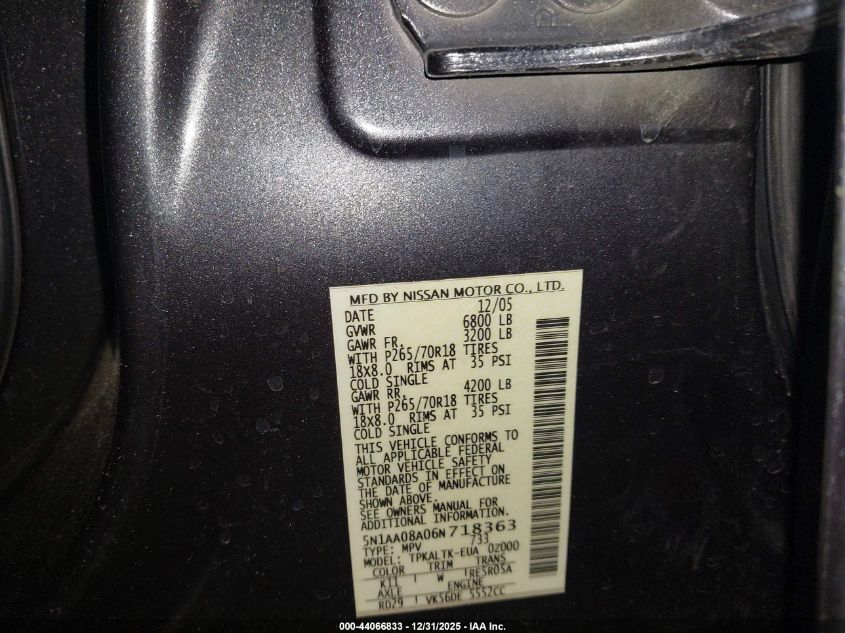 MFD BY NISSAN MOTOR CO., LTD.
DATE 12/05
GVWR 6800 LB
GAWR FR. 3200 LB
WITH P265/70R18 TIRES
18X8.0 RIMS AT 35 PSI
COLD SINGLE
GAWR RR. 4200 LB
WITH P265/70R18 TIRES
18X8.0 RIMS AT 35 PSI
COLD SINGLE
THIS VEHICLE CONFORMS TO
ALL APPLICABLE FEDERAL
MOTOR VEHICLE SAFETY
STANDARDS IN EFFECT ON
THE DATE OF MANUFACTURE
SHOWN ABOVE.
SEE OWNERS MANUAL FOR
ADDITIONAL INFORMATION.
5N1AA08A06N718363
TYPE: MPV /33
MODEL: TPKALTK-EUA 02000
COLOR TRIM TRANS
K11 W RE5R05A
AXLE ENGINE
RD29 VK56DE 5552CC
000-44066833 - 12/31/2025 - IAA Inc.